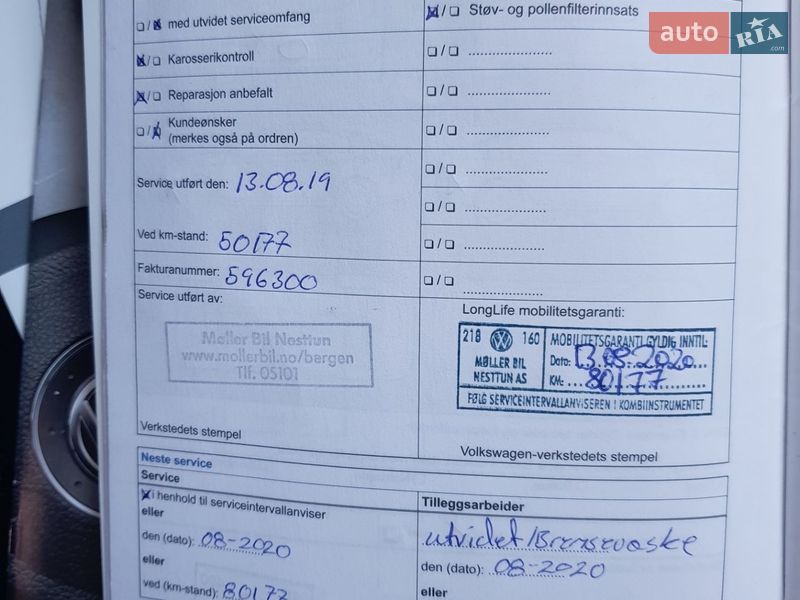 ☐/☒ med utvidet serviceomfang
☒/☐ Karosserikontroll
☒/☐ Reparasjon anbefalt
☐/☒ Kundeønsker
(merkes også på ordren)
Service utført den: 13.08.19
Ved km-stand: 50177
Fakturanummer: 596300
Service utført av:
Møller Bil Nesttun
www.mollerbil.no/bergen
Tlf. 05101
Verkstedets stempel
☒/☐ Støv- og pollenfilterinnsats
☐/☐ .....................
☐/☐ .....................
☐/☐ .....................
☐/☐ .....................
☐/☐ .....................
☐/☐ .....................
☐/☐ .....................
LongLife mobilitetsgaranti:
218 160
MØLLER BIL
NESTTUN AS
MOBILITETSGARANTI GYLDIG INNTIL:
Dato: 13.08.2020
KM: 80177
FØLG SERVICEINTERVALLANVISEREN I KOMBIINSTRUMENTET
Volkswagen-verkstedets stempel
Neste service
Service
☒ i henhold til serviceintervallanviser
eller
den (dato): 08-2020
eller
ved (km-stand): 80177
Tilleggsarbeider
utvidet/Bremsevæske
den (dato): 08-2020
eller
auto RIA .com